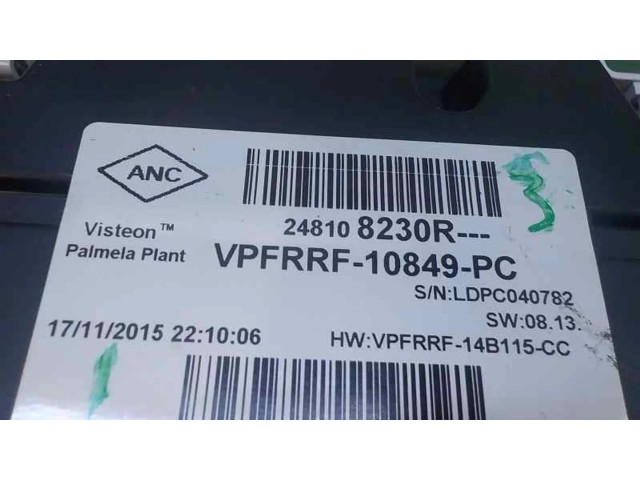 ANC
24810 8230R---
Visteon™
Palmela Plant
VPFRRF-10849-PC
S/N:LDPC040782
SW:08.13.
17/11/2015 22:10:06
HW:VPFRRF-14B115-CC
3